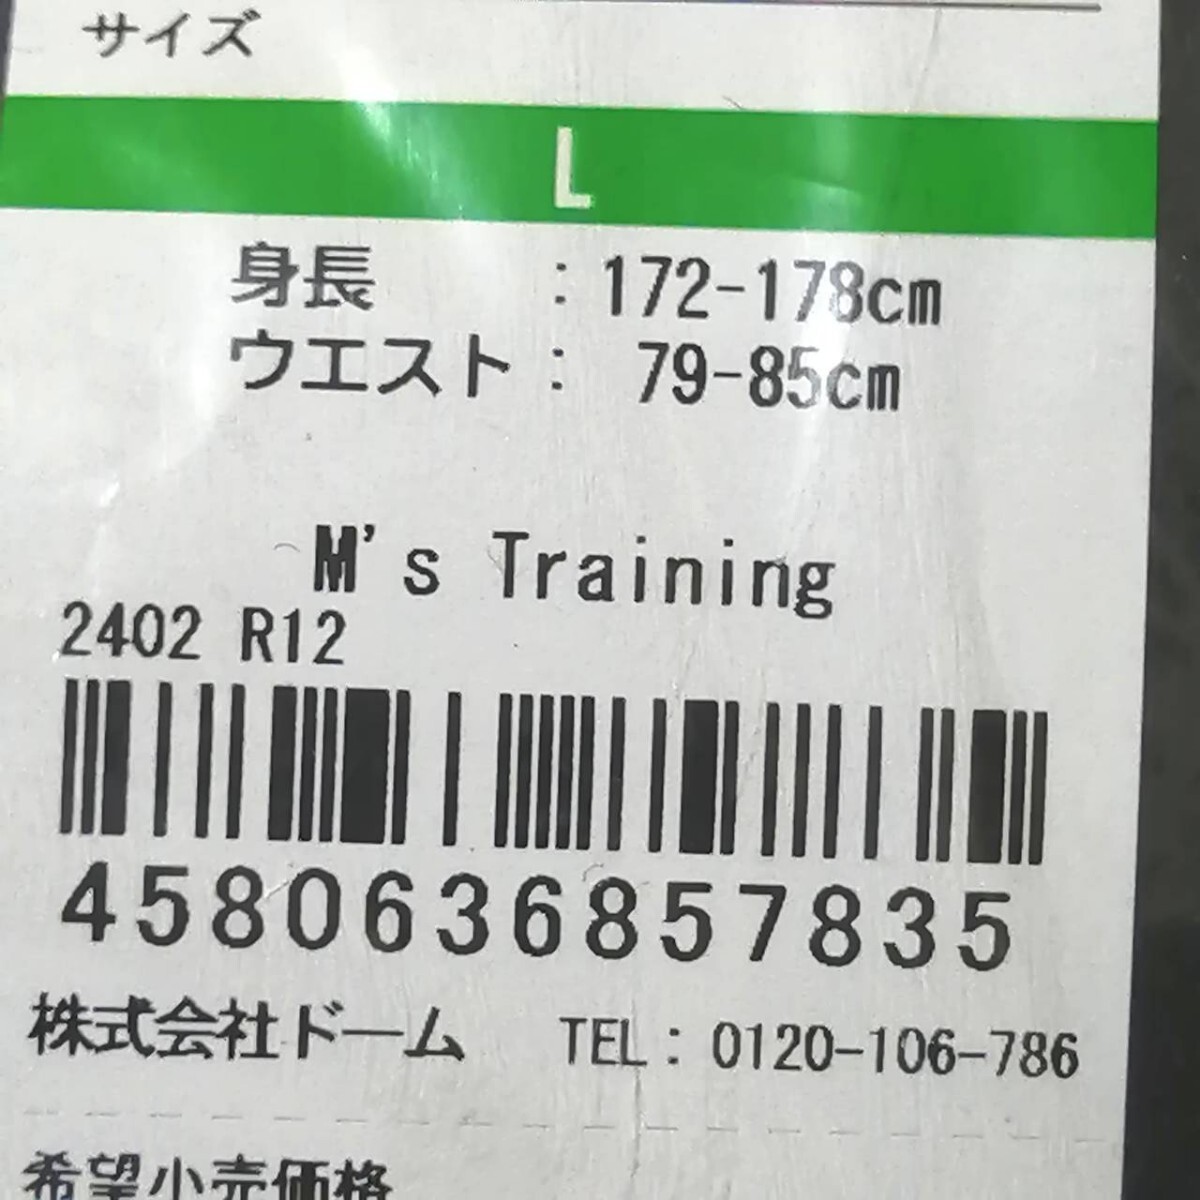 サイズ
L
身長 : 172-178cm
ウエスト : 79-85cm
M's Training
2402 R12
4580636857835
株式会社ドーム TEL: 0120-106-786
希望小売価格